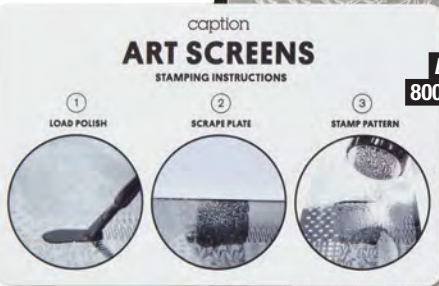 caption
ART SCREENS
STAMPING INSTRUCTIONS
1 2 3
LOAD POLISH SCRAPE PLATE STAMP PATTERN
800